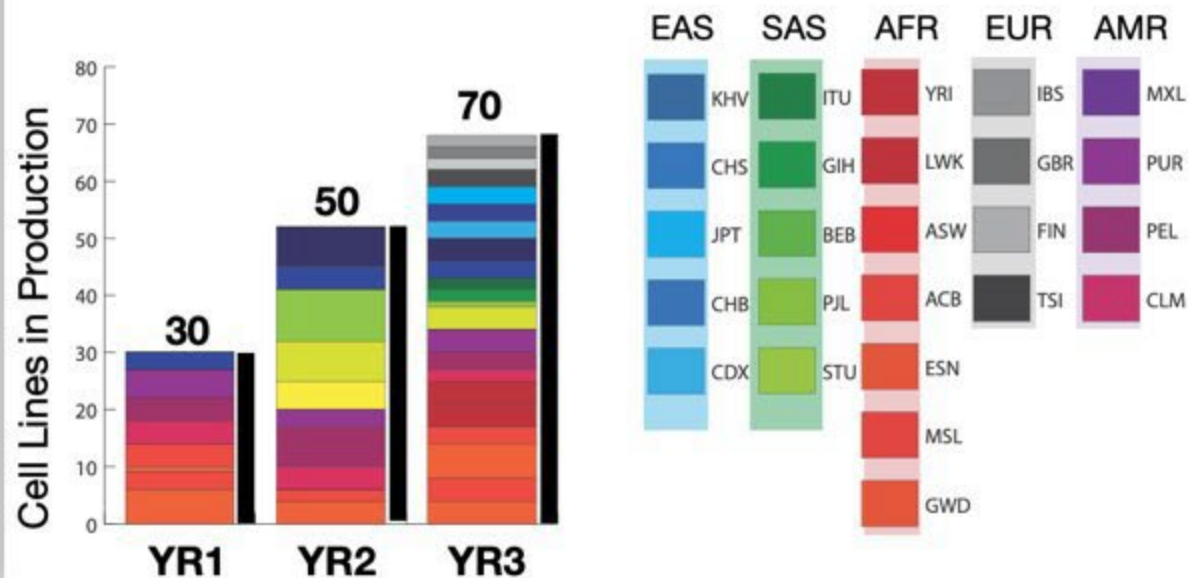 Cell Lines in Production
80
70
60
50
40
30
20
10
0
30
50
70
YR1
YR2
YR3
EAS SAS AFR EUR AMR
KHV ITU YRI IBS MXL
CHS GIH LWK GBR PUR
JPT BEB ASW FIN PEL
CHB PJL ACB TSI CLM
CDX STU ESN
MSL
GWD